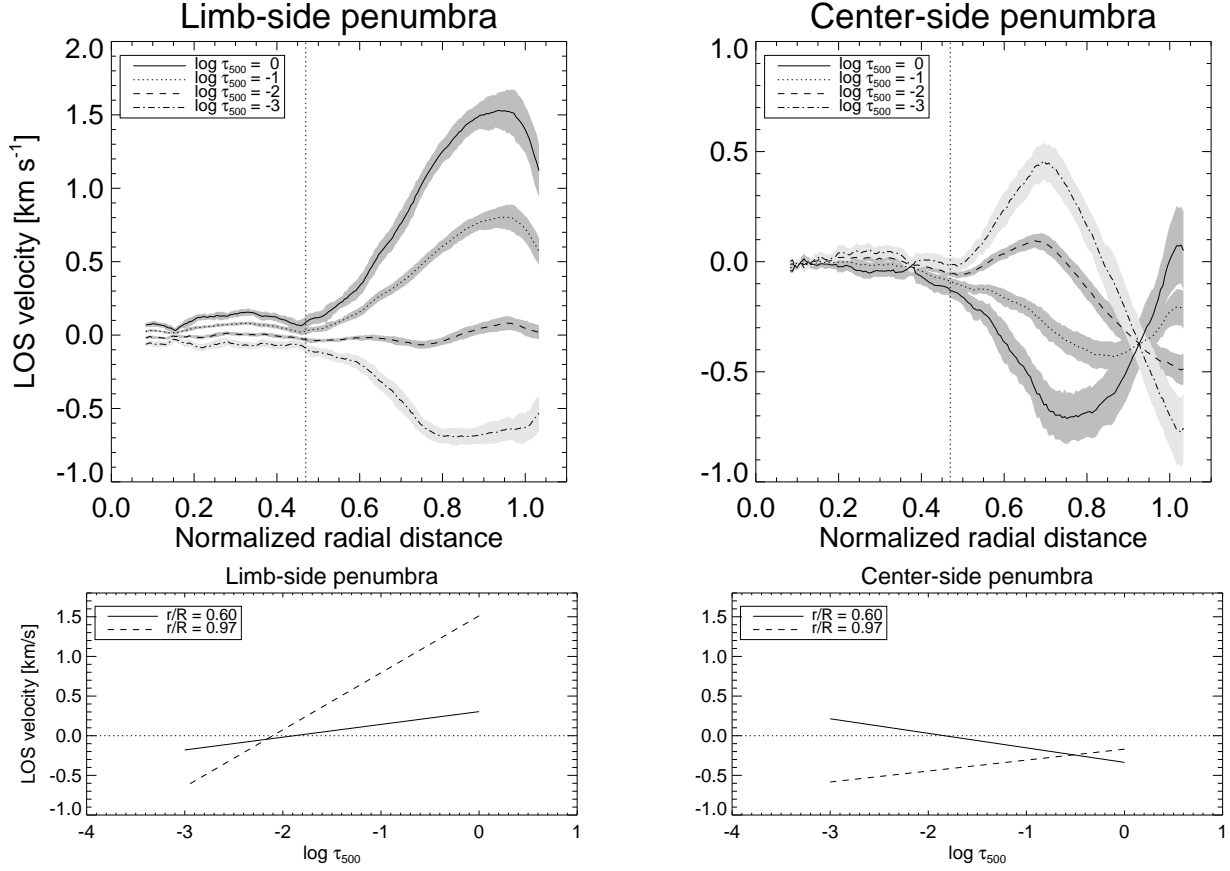 Limb-side penumbra
2.0
1.5
1.0
0.5
0.0
-0.5
-1.0
LOS velocity [km s-1]
log τ500 = 0
log τ500 = -1
log τ500 = -2
log τ500 = -3
0.0 0.2 0.4 0.6 0.8 1.0
Normalized radial distance
Center-side penumbra
1.0
0.5
0.0
-0.5
-1.0
log τ500 = 0
log τ500 = -1
log τ500 = -2
log τ500 = -3
0.0 0.2 0.4 0.6 0.8 1.0
Normalized radial distance
Limb-side penumbra
1.5
1.0
0.5
0.0
-0.5
-1.0
LOS velocity [km/s]
r/R = 0.60
r/R = 0.97
-4 -3 -2 -1 0 1
log τ500
Center-side penumbra
1.5
1.0
0.5
0.0
-0.5
-1.0
r/R = 0.60
r/R = 0.97
-4 -3 -2 -1 0 1
log τ500